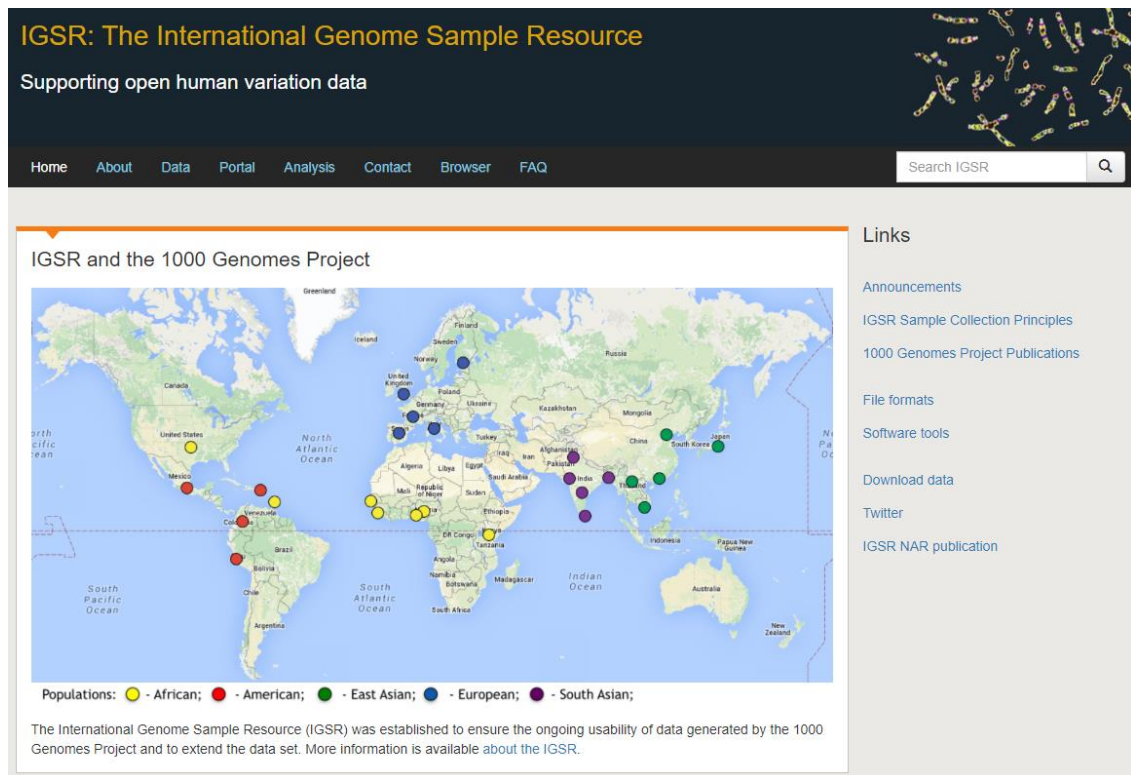 IGSR: The International Genome Sample Resource
Supporting open human variation data
Home About Data Portal Analysis Contact Browser FAQ
Search IGSR
IGSR and the 1000 Genomes Project
Greenland
Iceland
Finland
Sweden
Norway
Russia
United
Kingdom
Canada
Poland
Germany
Ukraine
Kazakhstan
Mongolia
United States
North
Atlantic
Ocean
Turkey
Iraq
Iran
Afghanistan
Pakistan
China
South Korea
Japan
Algeria
Libya
Egypt
Saudi Arabia
India
Mexico
Mali
Republic
of Niger
Sudan
Ethiopia
Venezuela
DR Congo
Tanzania
Indonesia
Papua New
Guinea
Brazil
Bolivia
Angola
Namibia
Botswana
Madagascar
Indian
Ocean
Australia
South
Pacific
Ocean
Chile
South
Atlantic
Ocean
South Africa
Argentina
New
Zealand
Populations: - African; - American; - East Asian; - European; - South Asian;
The International Genome Sample Resource (IGSR) was established to ensure the ongoing usability of data generated by the 1000
Genomes Project and to extend the data set. More information is available about the IGSR.
Links
Announcements
IGSR Sample Collection Principles
1000 Genomes Project Publications
File formats
Software tools
Download data
Twitter
IGSR NAR publication